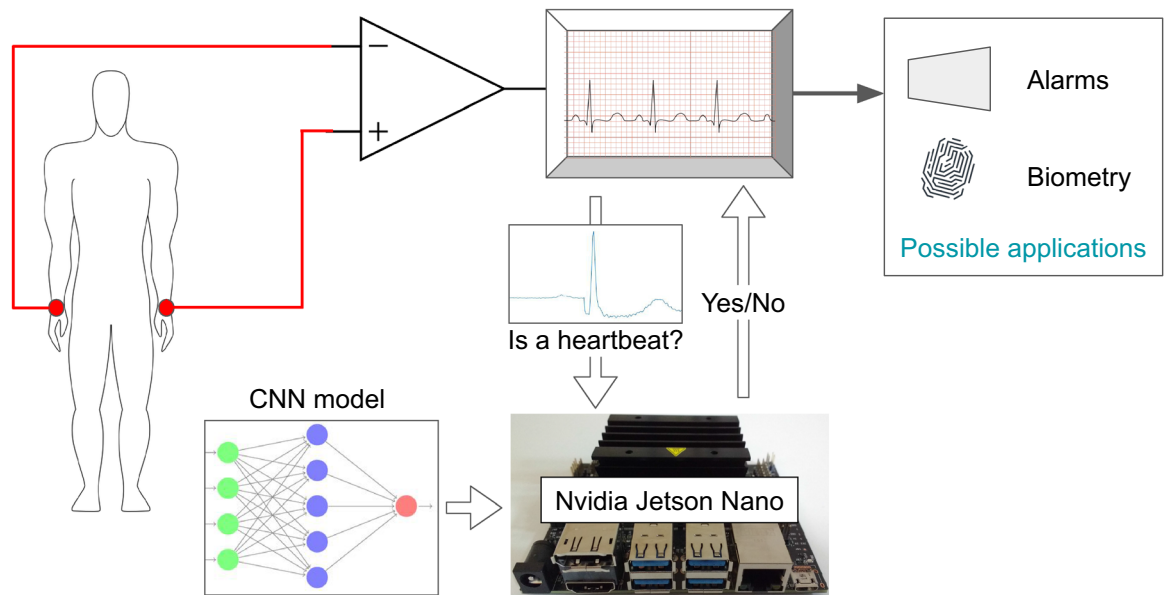 −
+
Alarms
Biometry
Possible applications
Is a heartbeat?
Yes/No
CNN model
Nvidia Jetson Nano